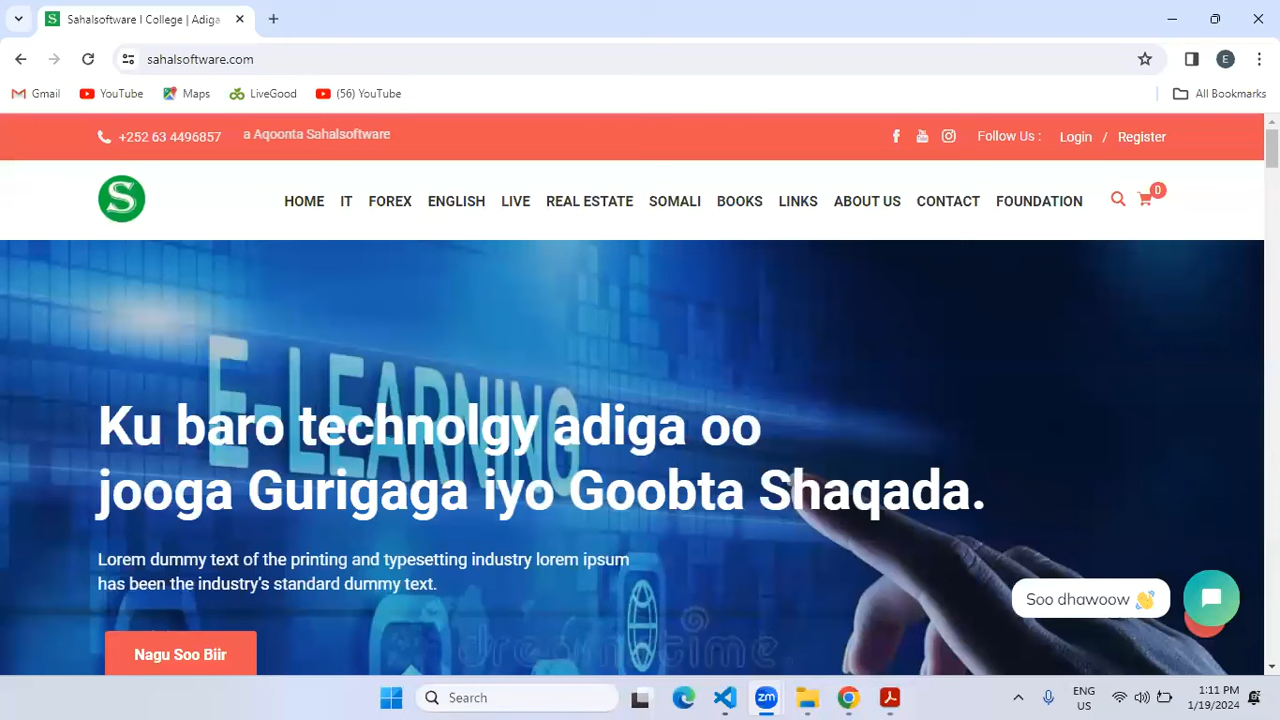 Sahalsoftware I College | Adiga
sahalsoftware.com
E
Gmail
YouTube
Maps
LiveGood
(56) YouTube
All Bookmarks
+252 63 4496857
a Aqoonta Sahalsoftware
Follow Us :
Login / Register
S
HOME
IT
FOREX
ENGLISH
LIVE
REAL ESTATE
SOMALI
BOOKS
LINKS
ABOUT US
CONTACT
FOUNDATION
0
E-LEARNING
Ku baro technolgy adiga oo
jooga Gurigaga iyo Goobta Shaqada.
Lorem dummy text of the printing and typesetting industry lorem ipsum
has been the industry's standard dummy text.
Soo dhawoow 👋
dreamstime
Nagu Soo Biir
Search
zm
ENG
US
1:11 PM
1/19/2024